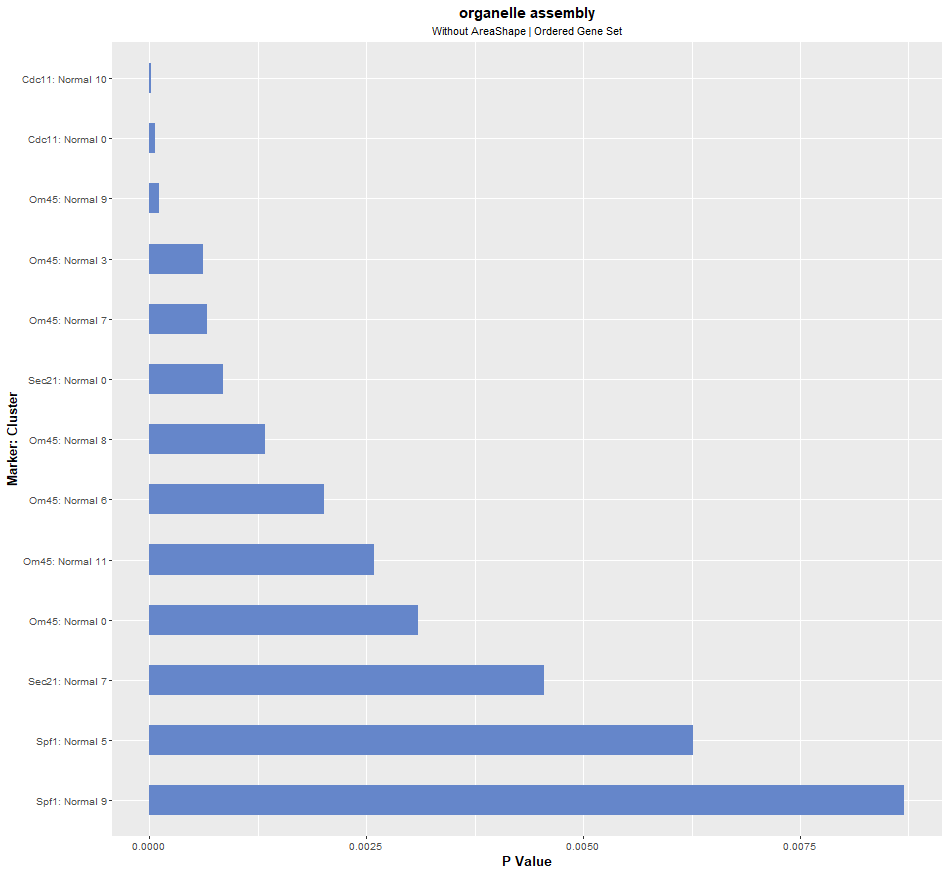 organelle assembly
Without AreaShape | Ordered Gene Set
Cdc11: Normal 10
Cdc11: Normal 0
Om45: Normal 9
Om45: Normal 3
Om45: Normal 7
Sec21: Normal 0
Om45: Normal 8
Om45: Normal 6
Om45: Normal 11
Om45: Normal 0
Sec21: Normal 7
Spf1: Normal 5
Spf1: Normal 9
Marker: Cluster
0.0000 0.0025 0.0050 0.0075
P Value